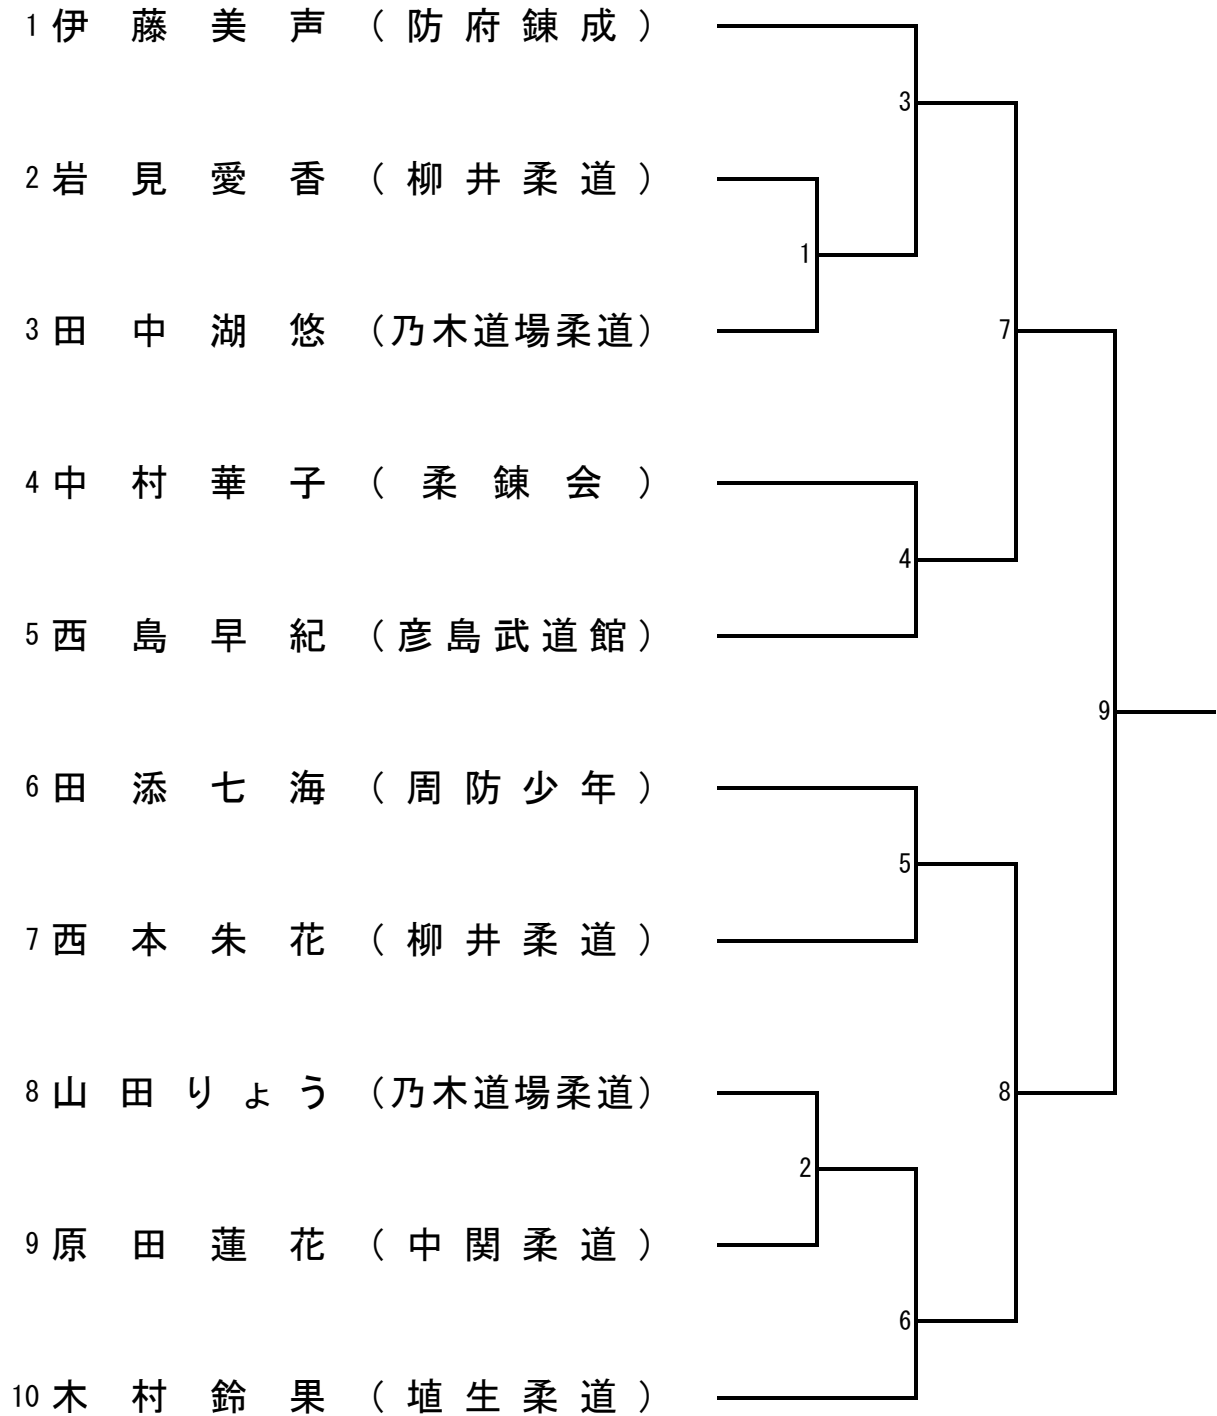 1 伊藤美声 (防府錬成)
3
2 岩見愛香 (柳井柔道)
1
3 田中湖悠 (乃木道場柔道)
7
4 中村華子 (柔錬会)
4
5 西島早紀 (彦島武道館)
9
6 田添七海 (周防少年)
5
7 西本朱花 (柳井柔道)
8 山田りょう (乃木道場柔道)
8
2
9 原田蓮花 (中関柔道)
6
10 木村鈴果 (埴生柔道)